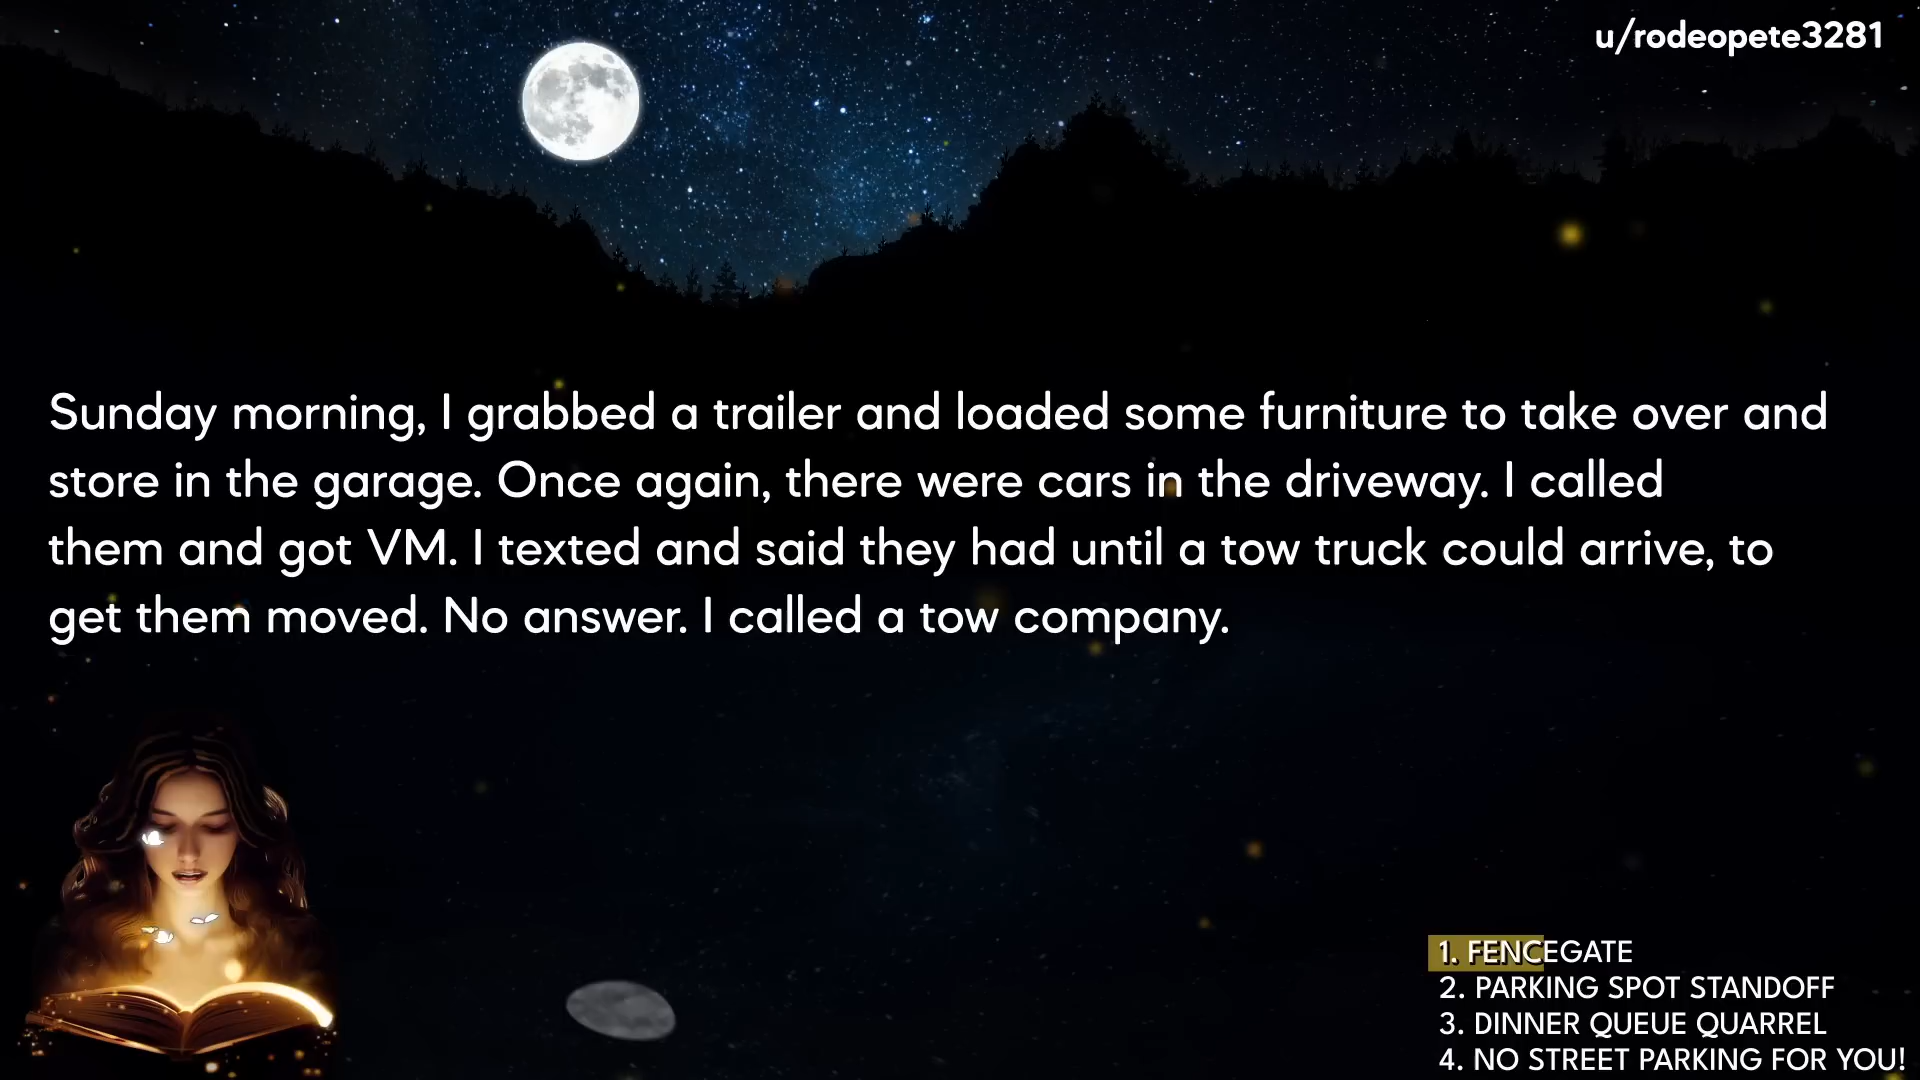 u/rodeopete3281
Sunday morning, I grabbed a trailer and loaded some furniture to take over and
store in the garage. Once again, there were cars in the driveway. I called
them and got VM. I texted and said they had until a tow truck could arrive, to
get them moved. No answer. I called a tow company.
1. FENCEGATE
2. PARKING SPOT STANDOFF
3. DINNER QUEUE QUARREL
4. NO STREET PARKING FOR YOU!